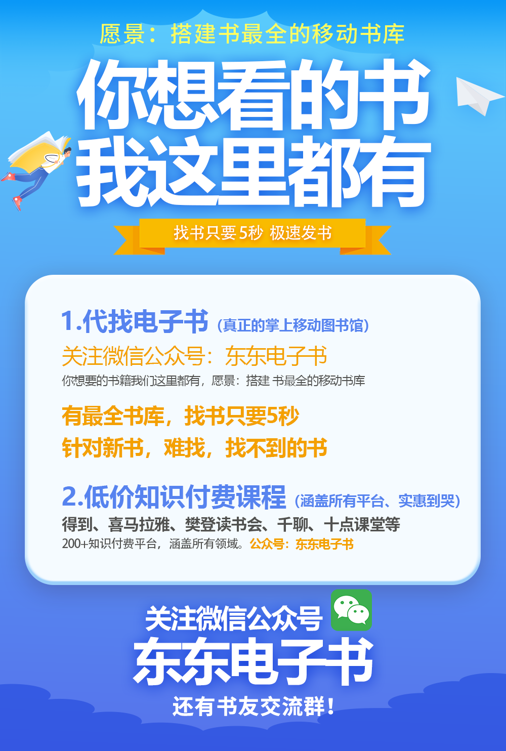 愿景：搭建书最全的移动书库
你想看的书
我这里都有
找书只要5秒 极速发书
1.代找电子书（真正的掌上移动图书馆）
关注微信公众号：东东电子书
你想要的书籍我们这里都有，愿景：搭建 书最全的移动书库
有最全书库，找书只要5秒
针对新书，难找，找不到的书
2.低价知识付费课程（涵盖所有平台、实惠到哭）
得到、喜马拉雅、樊登读书会、千聊、十点课堂等
200+知识付费平台，涵盖所有领域。公众号：东东电子书
关注微信公众号
东东电子书
还有书友交流群！